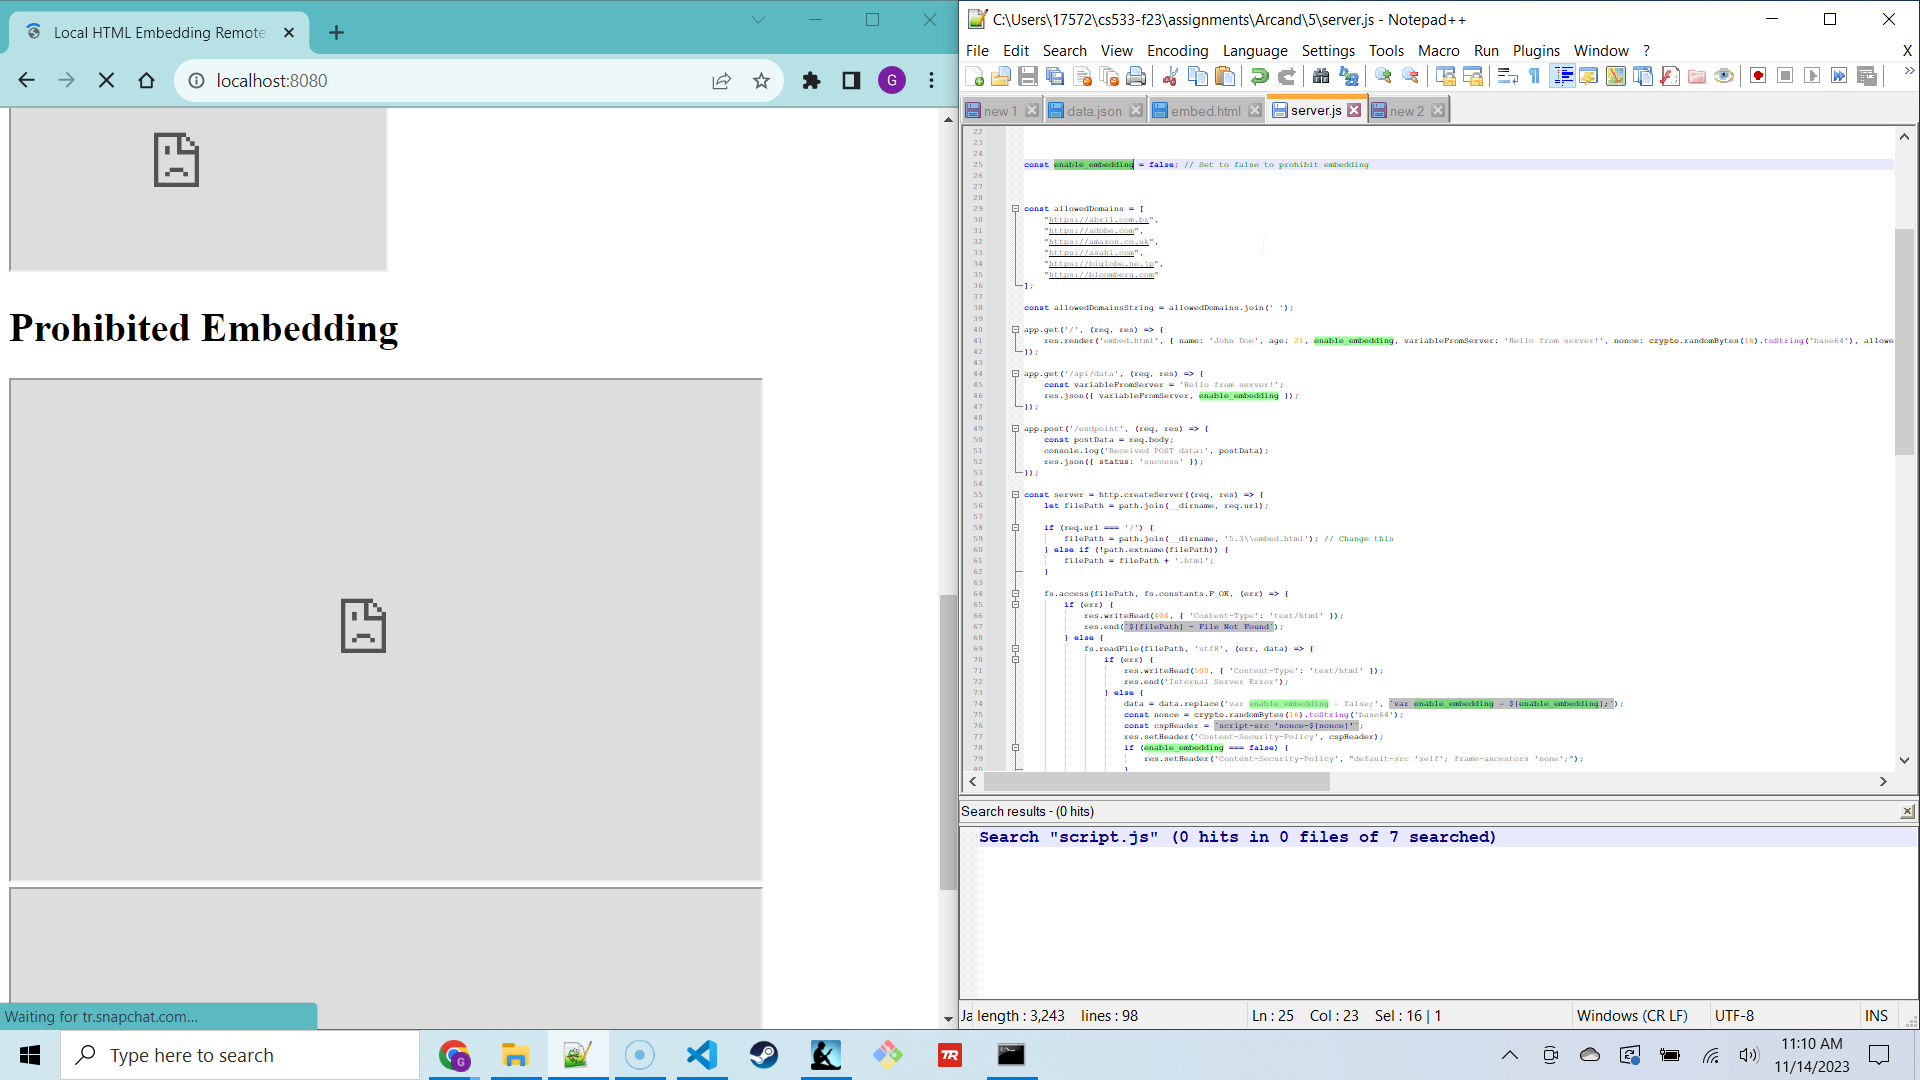 Local HTML Embedding Remote
localhost:8080
G
Prohibited Embedding
Waiting for tr.snapchat.com...
C:\Users\17572\cs533-f23\assignments\Arcand\5\server.js - Notepad++
File Edit Search View Encoding Language Settings Tools Macro Run Plugins Window ? X
new 1 data.json embed.html server.js new 2
22
23
24
25 const enable_embedding = false; // Set to false to prohibit embedding
26
27
28
29 const allowedDomains = [
30 "https://abril.com.br",
31 "https://adobe.com",
32 "https://amazon.co.uk",
33 "https://asahi.com",
34 "https://biglobe.ne.jp",
35 "https://bloomberg.com"
36 ];
37
38 const allowedDomainsString = allowedDomains.join(' ');
39
40 app.get('/', (req, res) => {
41 res.render('embed.html', { name: 'John Doe', age: 21, enable_embedding, variableFromServer: 'Hello from server!', nonce: crypto.randomBytes(16).toString('base64'), allowe
42 });
43
44 app.get('/api/data', (req, res) => {
45 const variableFromServer = 'Hello from server!';
46 res.json({ variableFromServer, enable_embedding });
47 });
48
49 app.post('/endpoint', (req, res) => {
50 const postData = req.body;
51 console.log('Received POST data:', postData);
52 res.json({ status: 'success' });
53 });
54
55 const server = http.createServer((req, res) => {
56 let filePath = path.join(__dirname, req.url);
57
58 if (req.url === '/') {
59 filePath = path.join(__dirname, '5.3\\embed.html'); // Change this
60 } else if (!path.extname(filePath)) {
61 filePath = filePath + '.html';
62 }
63
64 fs.access(filePath, fs.constants.F_OK, (err) => {
65 if (err) {
66 res.writeHead(404, { 'Content-Type': 'text/html' });
67 res.end(`${filePath} - File Not Found`);
68 } else {
69 fs.readFile(filePath, 'utf8', (err, data) => {
70 if (err) {
71 res.writeHead(500, { 'Content-Type': 'text/html' });
72 res.end('Internal Server Error');
73 } else {
74 data = data.replace('var enable_embedding = false;', `var enable_embedding = ${enable_embedding};`);
75 const nonce = crypto.randomBytes(16).toString('base64');
76 const cspHeader = `script-src 'nonce-${nonce}'`;
77 res.setHeader('Content-Security-Policy', cspHeader);
78 if (enable_embedding === false) {
79 res.setHeader('Content-Security-Policy', "default-src 'self'; frame-ancestors 'none';");
80 }
Search results - (0 hits)
Search "script.js" (0 hits in 0 files of 7 searched)
Ja length : 3,243 lines : 98 Ln : 25 Col : 23 Sel : 16 | 1 Windows (CR LF) UTF-8 INS
Type here to search
G
TR
11:10 AM
11/14/2023